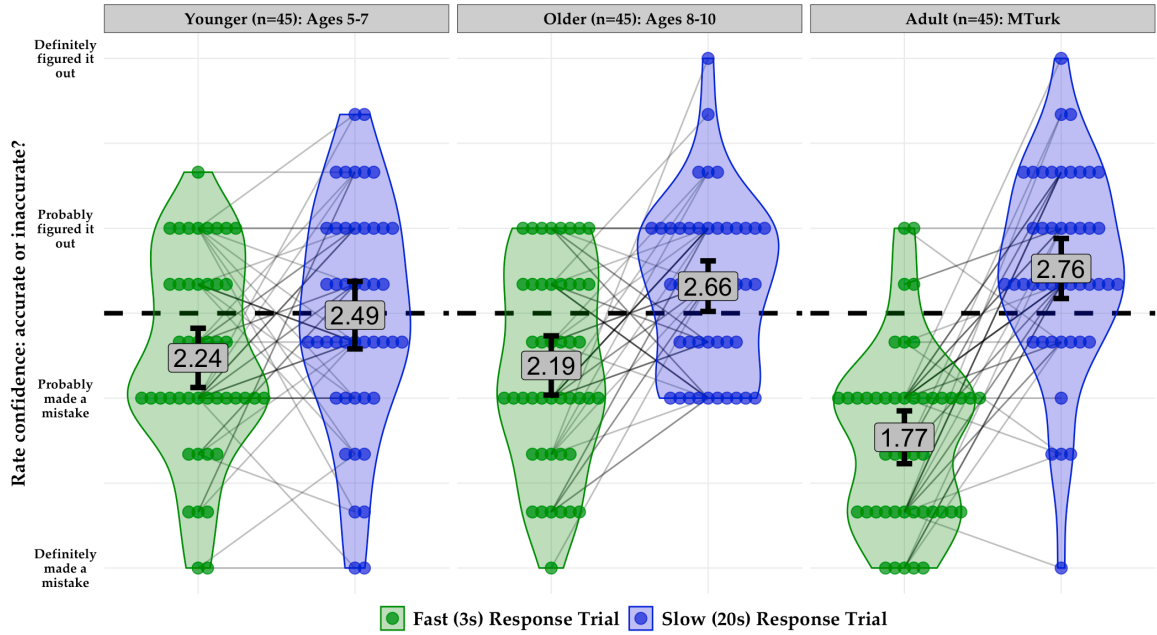 Younger (n=45): Ages 5-7
Older (n=45): Ages 8-10
Adult (n=45): MTurk
Rate confidence: accurate or inaccurate?
Definitely
figured it
out
Probably
figured it
out
Probably
made a
mistake
Definitely
made a
mistake
2.24
2.49
2.19
2.66
1.77
2.76
Fast (3s) Response Trial
Slow (20s) Response Trial